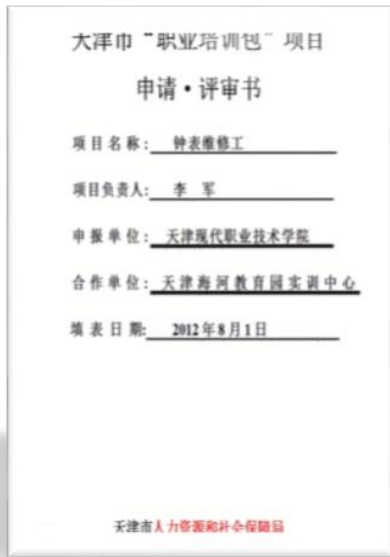 天津市“职业培训包”项目
申请·评审书
项目名称： 钟表维修工
项目负责人： 李 军
申报单位： 天津现代职业技术学院
合作单位： 天津海河教育园实训中心
填表日期： 2012年8月1日
天津市人力资源和社会保障局